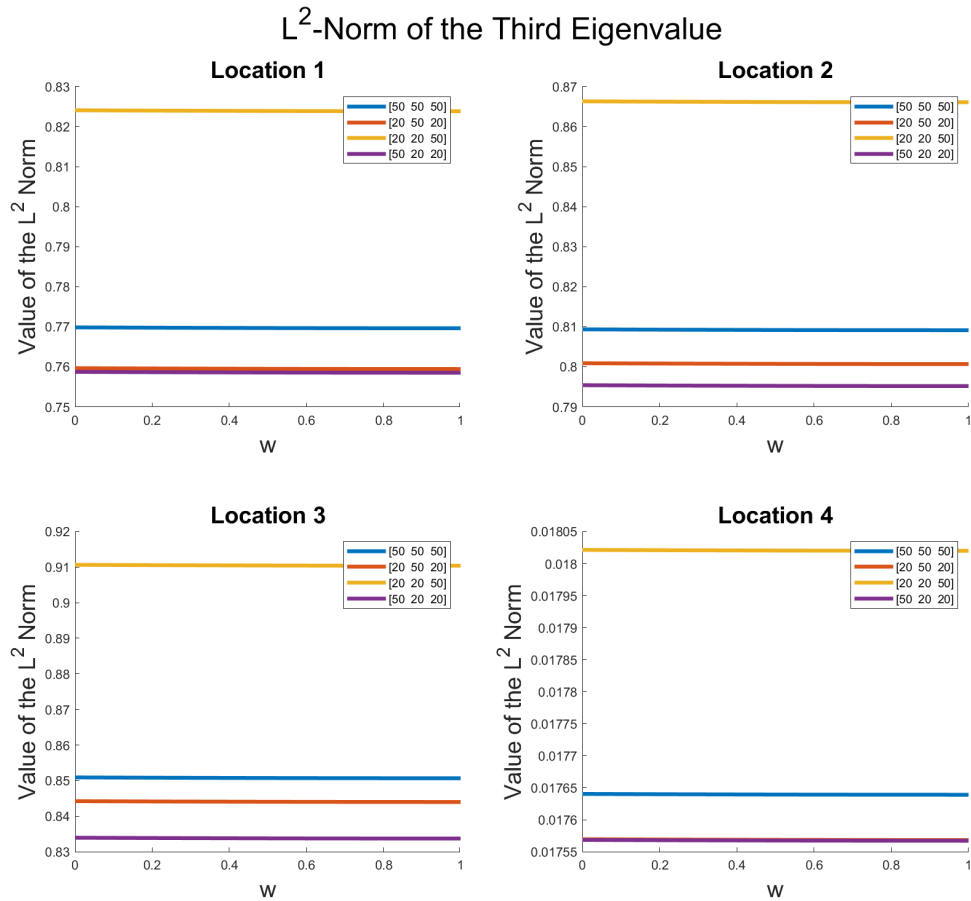 L²-Norm of the Third Eigenvalue
Location 1
Value of the L² Norm
0.83
0.82
0.81
0.8
0.79
0.78
0.77
0.76
0.75
0
0.2
0.4
0.6
0.8
1
w
[50 50 50]
[20 50 20]
[20 20 50]
[50 20 20]
Location 2
Value of the L² Norm
0.87
0.86
0.85
0.84
0.83
0.82
0.81
0.8
0.79
0
0.2
0.4
0.6
0.8
1
w
[50 50 50]
[20 50 20]
[20 20 50]
[50 20 20]
Location 3
Value of the L² Norm
0.92
0.91
0.9
0.89
0.88
0.87
0.86
0.85
0.84
0.83
0
0.2
0.4
0.6
0.8
1
w
[50 50 50]
[20 50 20]
[20 20 50]
[50 20 20]
Location 4
Value of the L² Norm
0.01805
0.018
0.01795
0.0179
0.01785
0.0178
0.01775
0.0177
0.01765
0.0176
0.01755
0
0.2
0.4
0.6
0.8
1
w
[50 50 50]
[20 50 20]
[20 20 50]
[50 20 20]